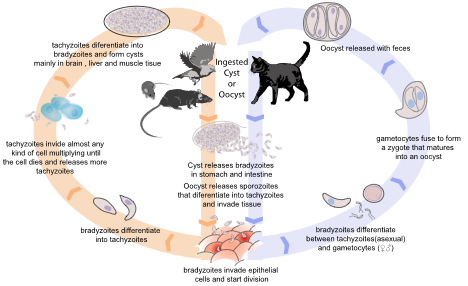 tachyzoites diferentiate into
bradyzoites and form cysts
mainly in brain , liver and muscle tissue
Ingested
Cyst
or
Oocyst
Oocyst released with feces
tachyzoites invide almost any
kind of cell multiplying until
the cell dies and releases more
tachyzoites
gametocytes fuse to form
a zygote that matures
into an oocyst
Cyst releases bradyzoites
in stomach and intestine
Oocyst releases sporozoites
that diferentiate into tachyzoites
and invade tissue
bradyzoites differentiate
into tachyzoites
bradyzoites differentiate
between tachyzoites(asexual)
and gametocytes (♀♂)
bradyzoites invade epithelial
cells and start division